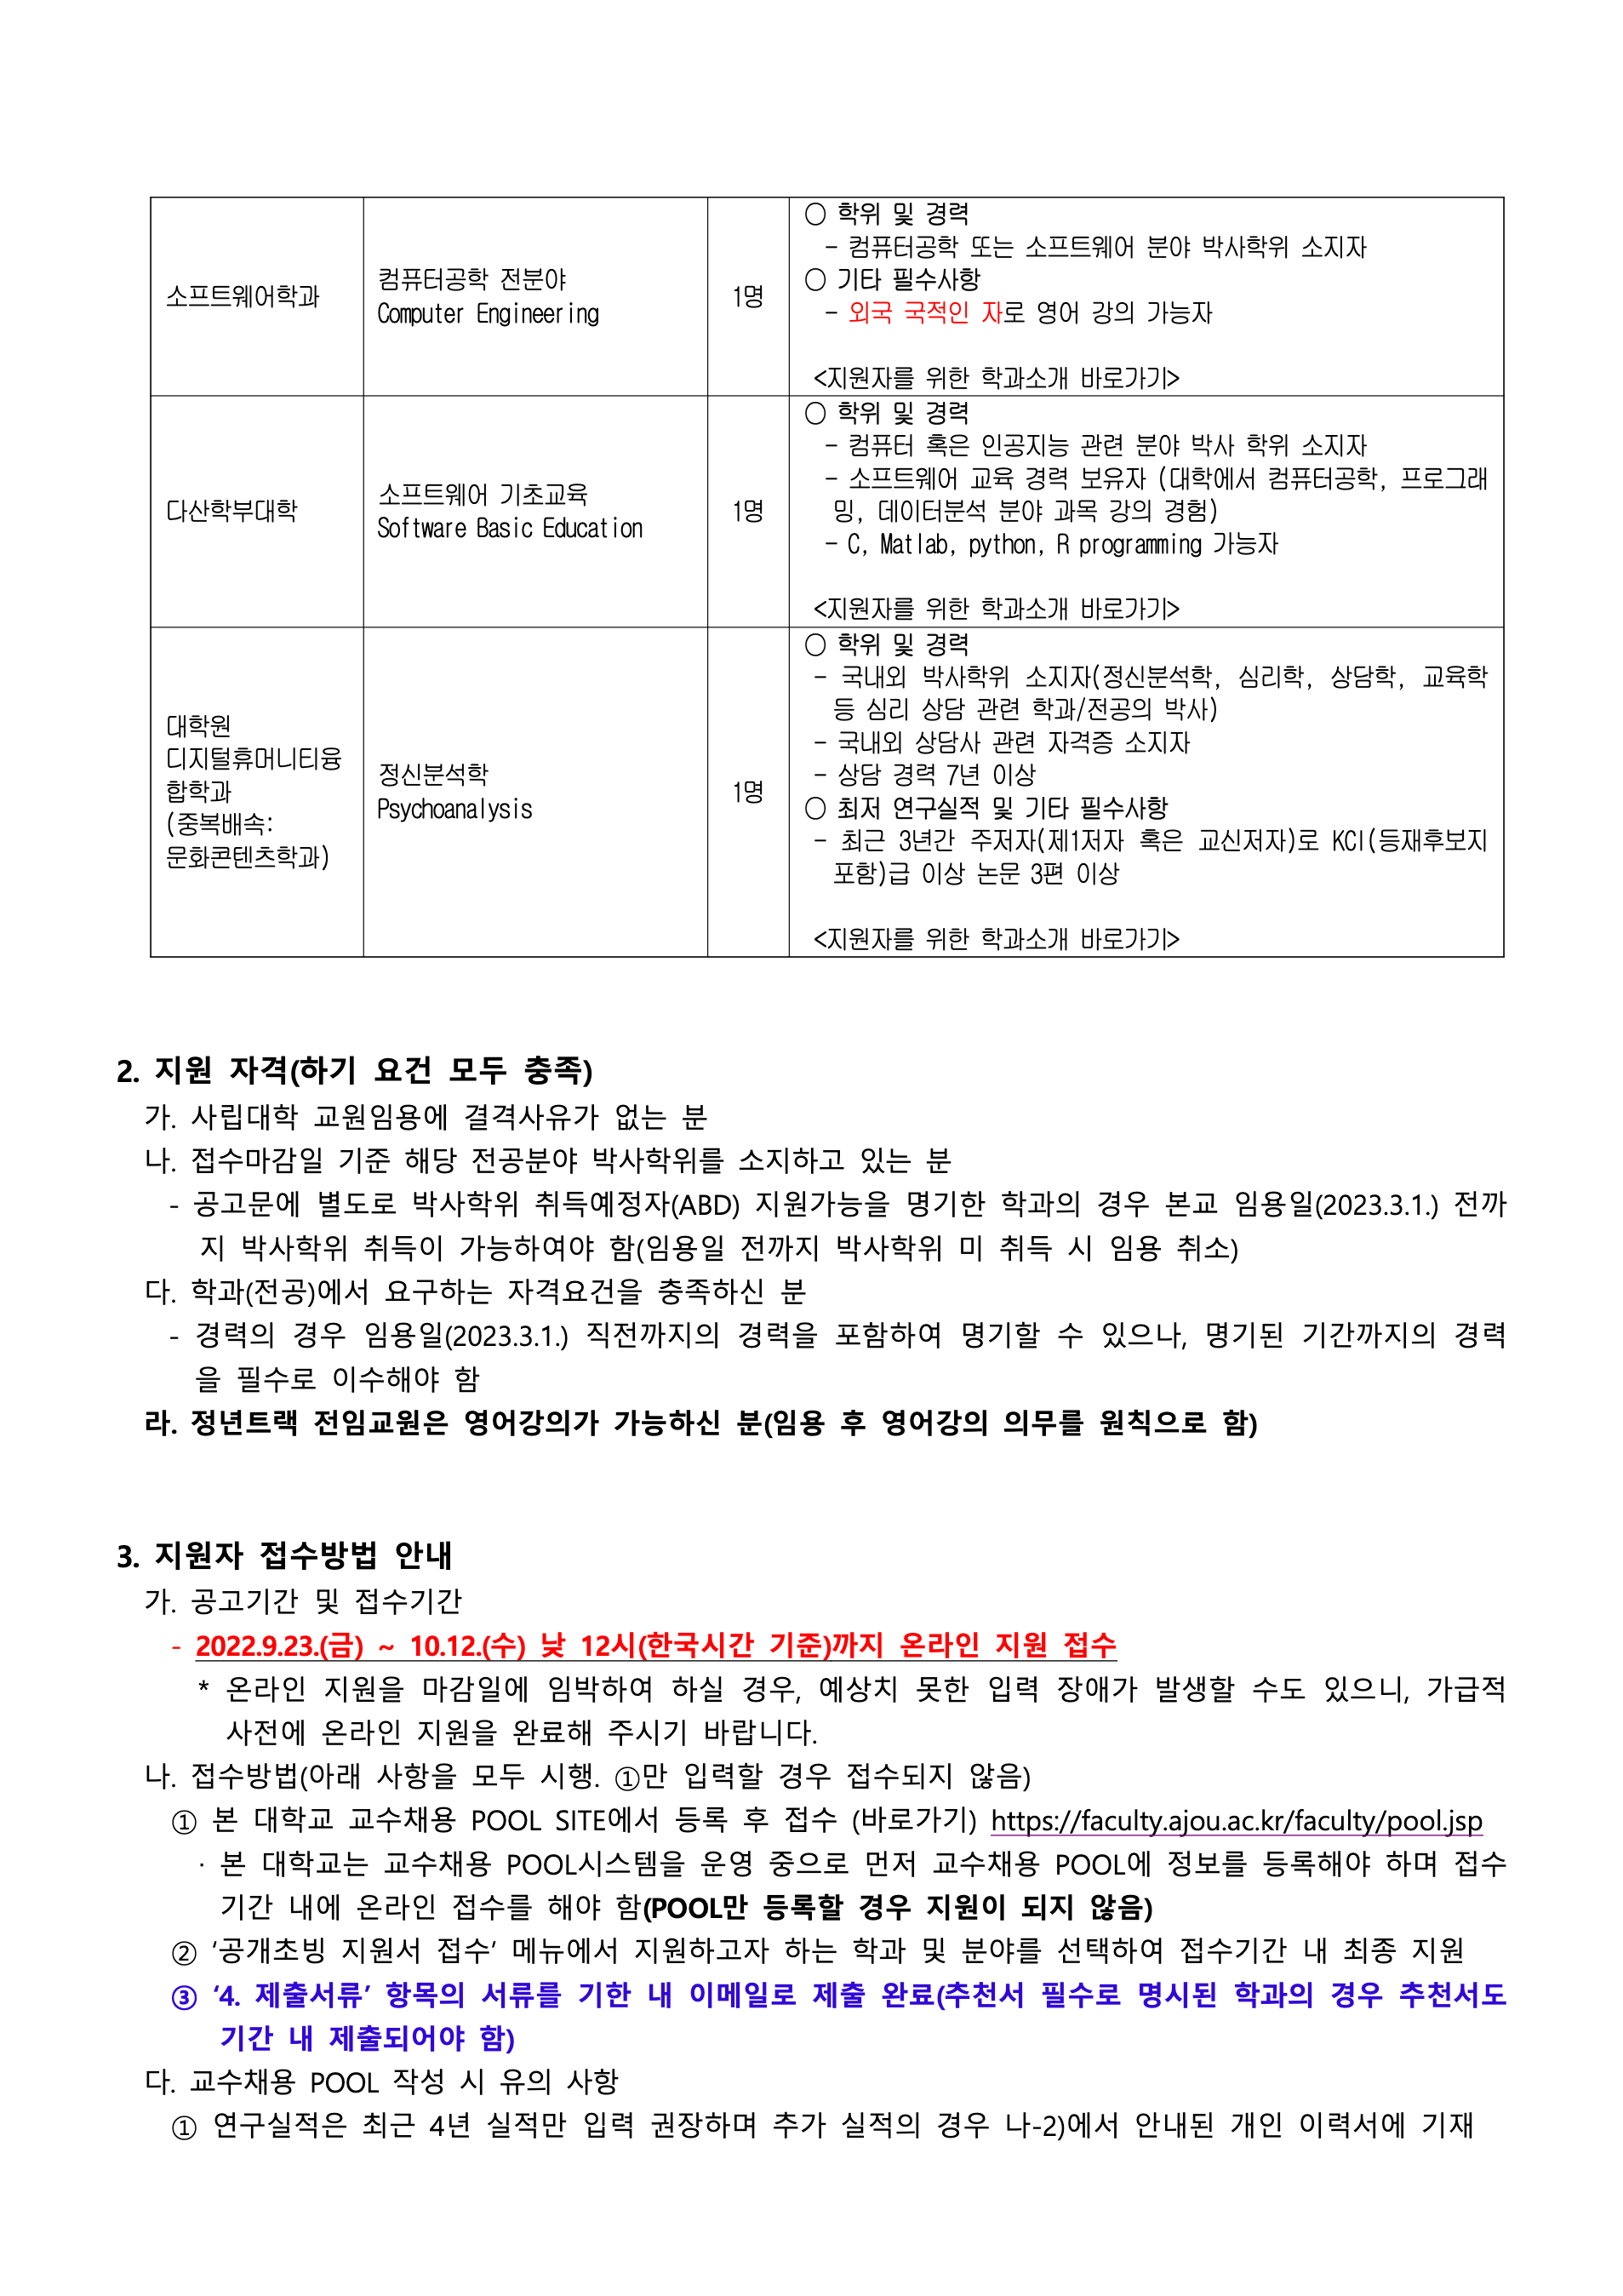 소프트웨어학과
컴퓨터공학 전분야
Computer Engineering
1명
○ 학위 및 경력
- 컴퓨터공학 또는 소프트웨어 분야 박사학위 소지자
○ 기타 필수사항
- 외국 국적인 자로 영어 강의 가능자
<지원자를 위한 학과소개 바로가기>
다산학부대학
소프트웨어 기초교육
Software Basic Education
1명
○ 학위 및 경력
- 컴퓨터 혹은 인공지능 관련 분야 박사 학위 소지자
- 소프트웨어 교육 경력 보유자 (대학에서 컴퓨터공학, 프로그래
밍, 데이터분석 분야 과목 강의 경험)
- C, Matlab, python, R programming 가능자
<지원자를 위한 학과소개 바로가기>
대학원
디지털휴머니티융
합학과
(중복배속:
문화콘텐츠학과)
정신분석학
Psychoanalysis
1명
○ 학위 및 경력
- 국내외 박사학위 소지자(정신분석학, 심리학, 상담학, 교육학
등 심리 상담 관련 학과/전공의 박사)
- 국내외 상담사 관련 자격증 소지자
- 상담 경력 7년 이상
○ 최저 연구실적 및 기타 필수사항
- 최근 3년간 주저자(제1저자 혹은 교신저자)로 KCI(등재후보지
포함)급 이상 논문 3편 이상
<지원자를 위한 학과소개 바로가기>
2. 지원 자격(하기 요건 모두 충족)
가. 사립대학 교원임용에 결격사유가 없는 분
나. 접수마감일 기준 해당 전공분야 박사학위를 소지하고 있는 분
- 공고문에 별도로 박사학위 취득예정자(ABD) 지원가능을 명기한 학과의 경우 본교 임용일(2023.3.1.) 전까
지 박사학위 취득이 가능하여야 함(임용일 전까지 박사학위 미 취득 시 임용 취소)
다. 학과(전공)에서 요구하는 자격요건을 충족하신 분
- 경력의 경우 임용일(2023.3.1.) 직전까지의 경력을 포함하여 명기할 수 있으나, 명기된 기간까지의 경력
을 필수로 이수해야 함
라. 정년트랙 전임교원은 영어강의가 가능하신 분(임용 후 영어강의 의무를 원칙으로 함)
3. 지원자 접수방법 안내
가. 공고기간 및 접수기간
- 2022.9.23.(금) ~ 10.12.(수) 낮 12시(한국시간 기준)까지 온라인 지원 접수
* 온라인 지원을 마감일에 임박하여 하실 경우, 예상치 못한 입력 장애가 발생할 수도 있으니, 가급적
사전에 온라인 지원을 완료해 주시기 바랍니다.
나. 접수방법(아래 사항을 모두 시행. ①만 입력할 경우 접수되지 않음)
① 본 대학교 교수채용 POOL SITE에서 등록 후 접수 (바로가기) https://faculty.ajou.ac.kr/faculty/pool.jsp
· 본 대학교는 교수채용 POOL시스템을 운영 중으로 먼저 교수채용 POOL에 정보를 등록해야 하며 접수
기간 내에 온라인 접수를 해야 함(POOL만 등록할 경우 지원이 되지 않음)
② ‘공개초빙 지원서 접수’ 메뉴에서 지원하고자 하는 학과 및 분야를 선택하여 접수기간 내 최종 지원
③ ‘4. 제출서류’ 항목의 서류를 기한 내 이메일로 제출 완료(추천서 필수로 명시된 학과의 경우 추천서도
기간 내 제출되어야 함)
다. 교수채용 POOL 작성 시 유의 사항
① 연구실적은 최근 4년 실적만 입력 권장하며 추가 실적의 경우 나-2)에서 안내된 개인 이력서에 기재